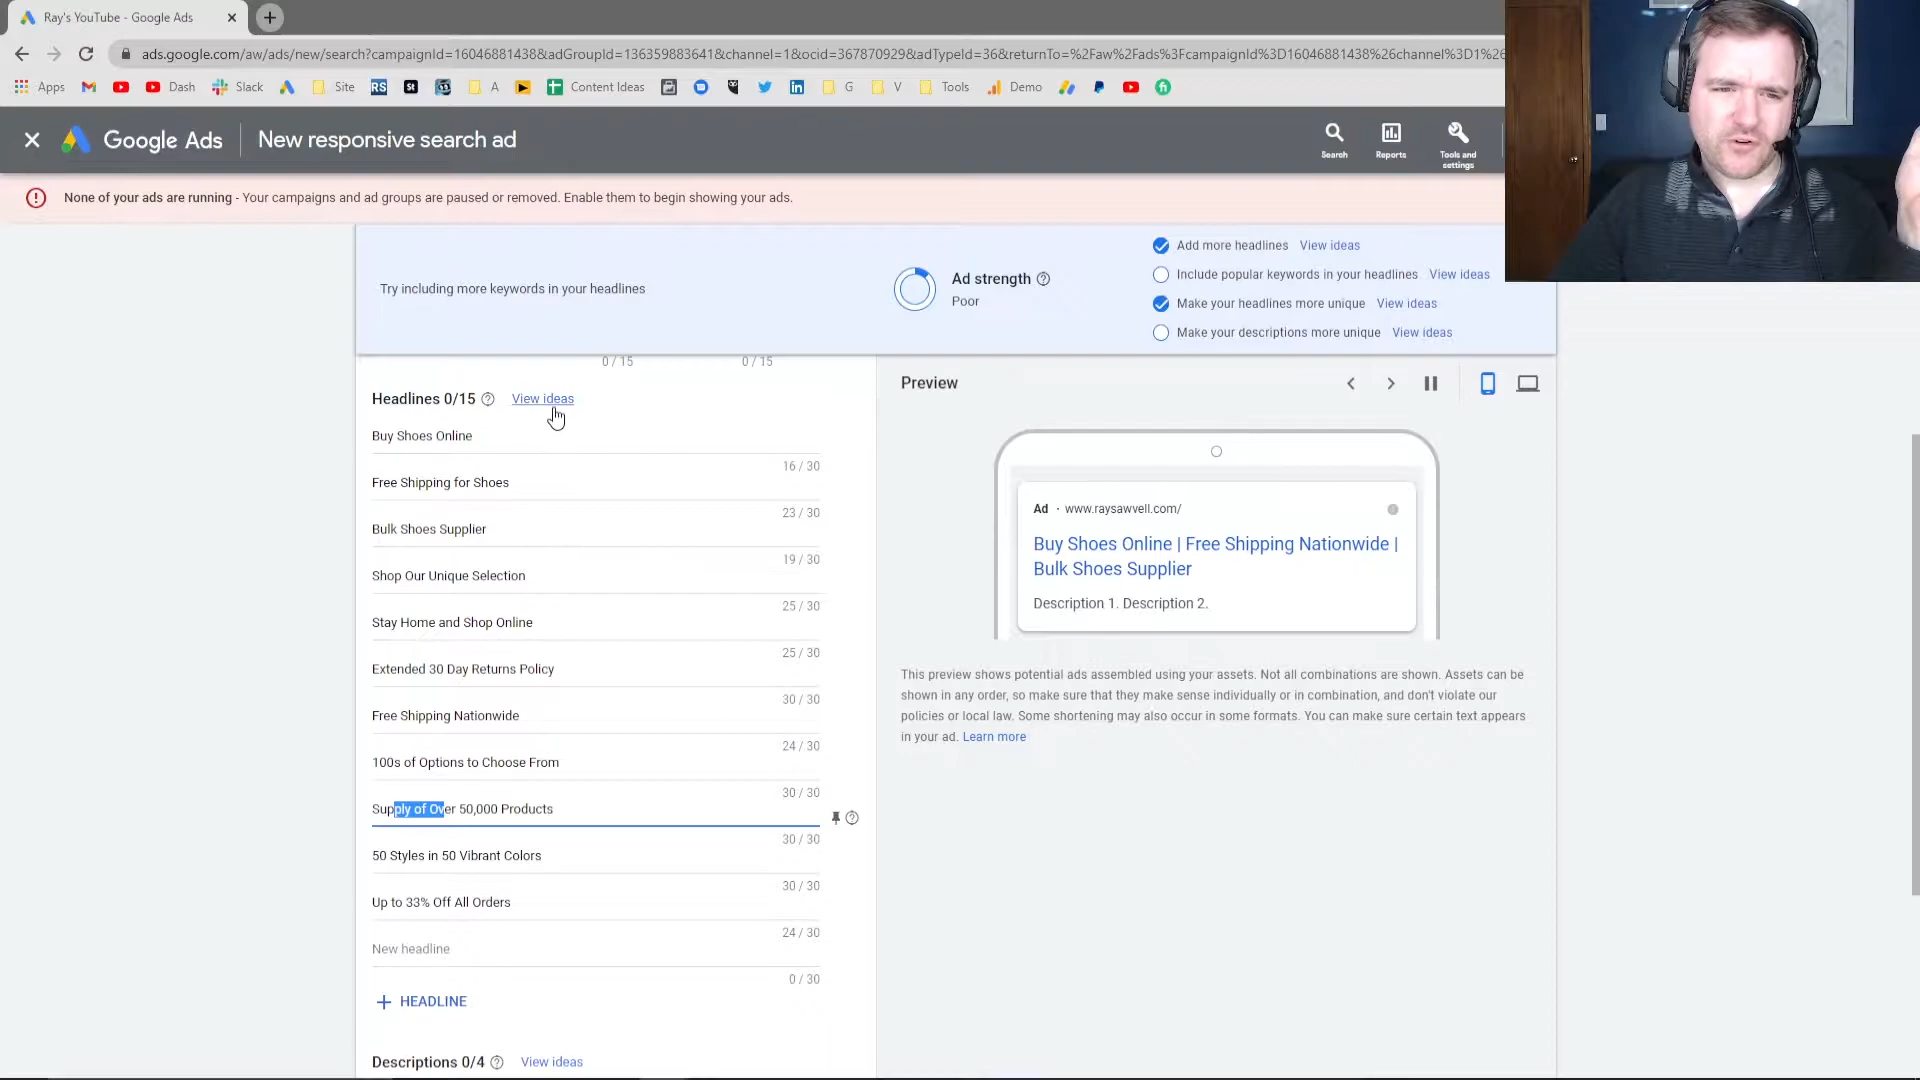 Ray's YouTube - Google Ads
ads.google.com/aw/ads/new/search?campaignId=16046881438&adGroupId=136359883641&channel=1&ocid=367870929&adTypeId=36&returnTo=%2Faw%2Fads%3FcampaignId%3D16046881438%26channel%3D1%26
Apps Dash Slack Site RS St A Content Ideas G V Tools Demo
Google Ads New responsive search ad
Search Reports Tools and settings
None of your ads are running - Your campaigns and ad groups are paused or removed. Enable them to begin showing your ads.
Try including more keywords in your headlines
Ad strength
Poor
Add more headlines View ideas
Include popular keywords in your headlines View ideas
Make your headlines more unique View ideas
Make your descriptions more unique View ideas
0 / 15 0 / 15
Headlines 0/15 View ideas
Buy Shoes Online
16 / 30
Free Shipping for Shoes
23 / 30
Bulk Shoes Supplier
19 / 30
Shop Our Unique Selection
25 / 30
Stay Home and Shop Online
25 / 30
Extended 30 Day Returns Policy
30 / 30
Free Shipping Nationwide
24 / 30
100s of Options to Choose From
30 / 30
Supply of Over 50,000 Products
30 / 30
50 Styles in 50 Vibrant Colors
30 / 30
Up to 33% Off All Orders
24 / 30
New headline
0 / 30
+ HEADLINE
Descriptions 0/4 View ideas
Preview
Ad · www.raysawvell.com/
Buy Shoes Online | Free Shipping Nationwide |
Bulk Shoes Supplier
Description 1. Description 2.
This preview shows potential ads assembled using your assets. Not all combinations are shown. Assets can be
shown in any order, so make sure that they make sense individually or in combination, and don't violate our
policies or local law. Some shortening may also occur in some formats. You can make sure certain text appears
in your ad. Learn more